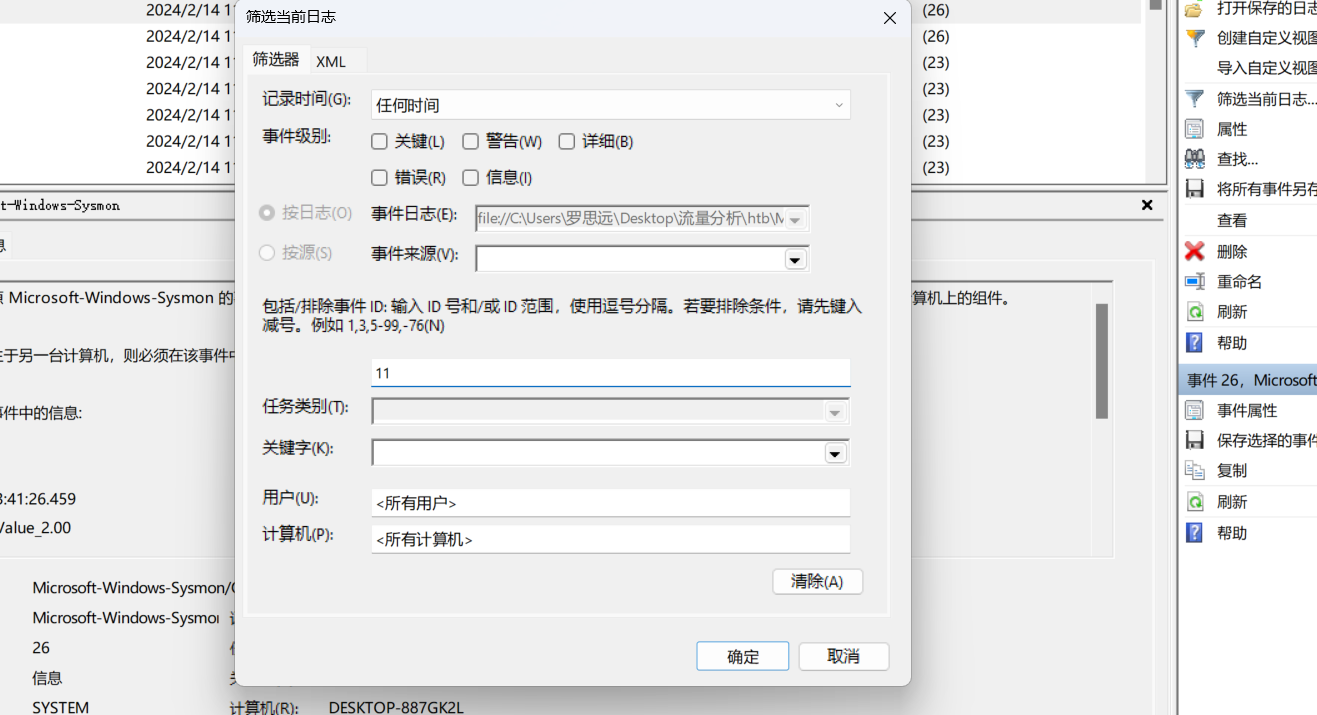 2024/2/14 1
筛选当前日志
(26)
打开保存的日志
2024/2/14 1
(26)
创建自定义视图
2024/2/14 1
筛选器
XML
(23)
导入自定义视图
2024/2/14 1
记录时间(G):
任何时间
(23)
筛选当前日志...
2024/2/14 1
(23)
属性
2024/2/14 1
事件级别:
关键(L)
警告(W)
详细(B)
(23)
查找...
2024/2/14 1
错误(R)
信息(I)
(23)
将所有事件另存
t-Windows-Sysmon
按日志(O)
事件日志(E):
file://C:\Users\罗思远\Desktop\流量分析\htb\M
查看
息
按源(S)
事件来源(V):
删除
Microsoft-Windows-Sysmon 的
包括/排除事件 ID: 输入 ID 号和/或 ID 范围，使用逗号分隔。若要排除条件，请先键入
减号。例如 1,3,5-99,-76(N)
算机上的组件。
重命名
刷新
帮助
于另一台计算机，则必须在该事件中
11
事件 26，Microsoft
件中的信息:
任务类别(T):
事件属性
关键字(K):
保存选择的事件
复制
:41:26.459
用户(U):
<所有用户>
刷新
Value_2.00
计算机(P):
<所有计算机>
帮助
清除(A)
Microsoft-Windows-Sysmon/
Microsoft-Windows-Sysmo
26
确定
取消
信息
SYSTEM
计算机(R):
DESKTOP-887GK2L